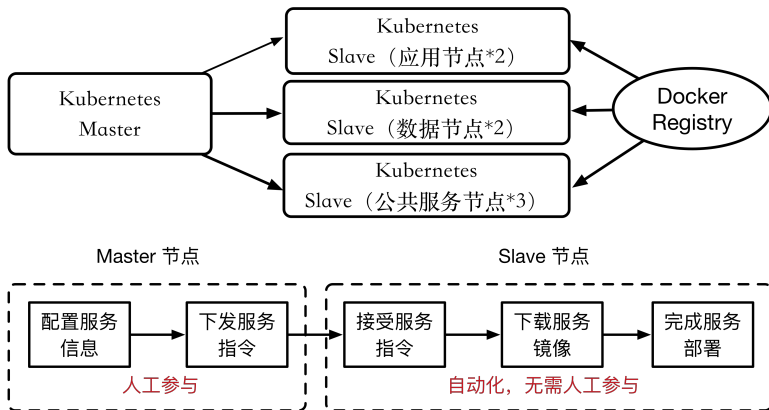 Kubernetes
Slave（应用节点*2）
Kubernetes
Master
Kubernetes
Slave（数据节点*2）
Docker
Registry
Kubernetes
Slave（公共服务节点*3）
Master 节点
Slave 节点
配置服务
信息
下发服务
指令
接受服务
指令
下载服务
镜像
完成服务
部署
人工参与
自动化，无需人工参与